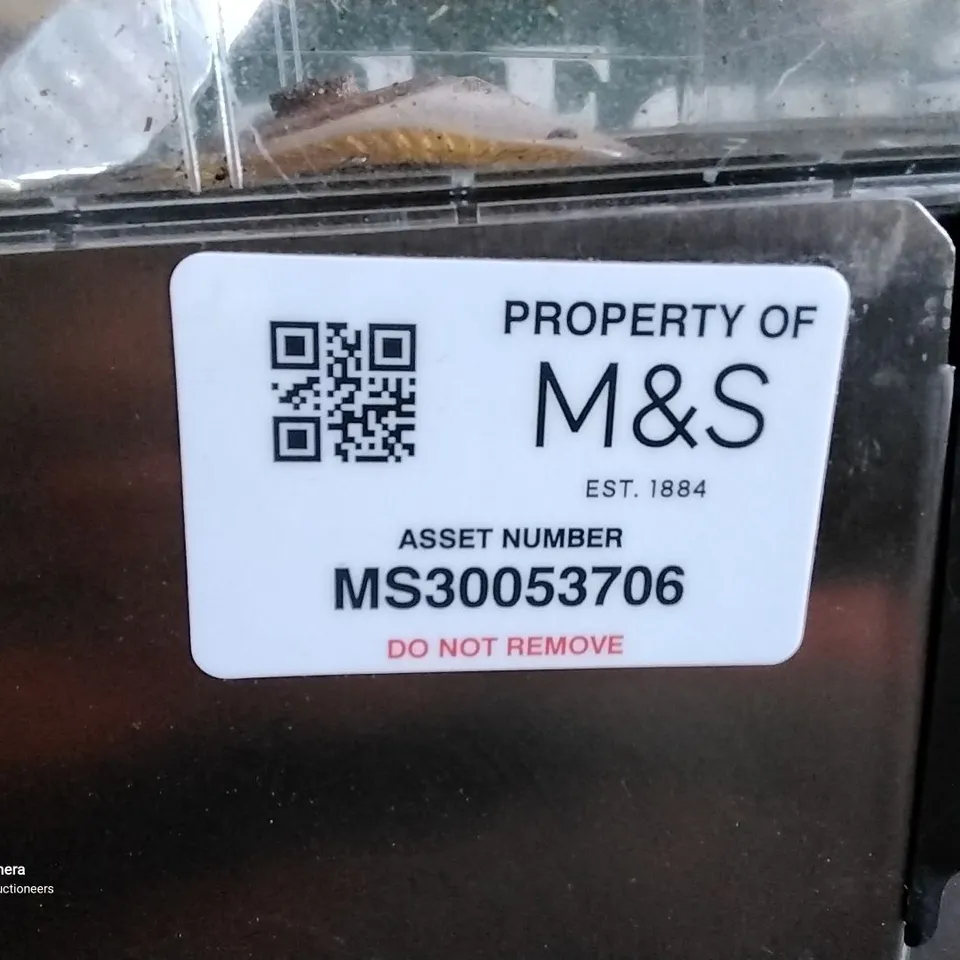 PROPERTY OF
M&S
EST. 1884
ASSET NUMBER
MS30053706
DO NOT REMOVE